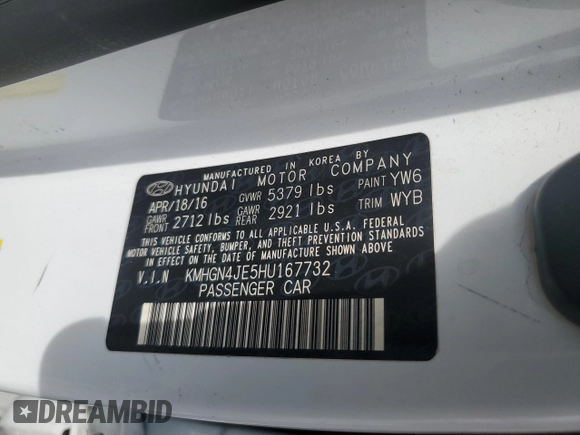 MANUFACTURED IN KOREA BY
HYUNDAI MOTOR COMPANY
APR/18/16 GVWR 5379 lbs PAINT YW6
GAWR FRONT 2712 lbs GAWR REAR 2921 lbs TRIM WYB
THIS VEHICLE CONFORMS TO ALL APPLICABLE U.S.A. FEDERAL
MOTOR VEHICLE SAFETY, BUMPER, AND THEFT PREVENTION STANDARDS
IN EFFECT ON THE DATE OF MANUFACTURE SHOWN ABOVE.
V.I.N KMHGN4JE5HU167732
PASSENGER CAR
DREAMBID